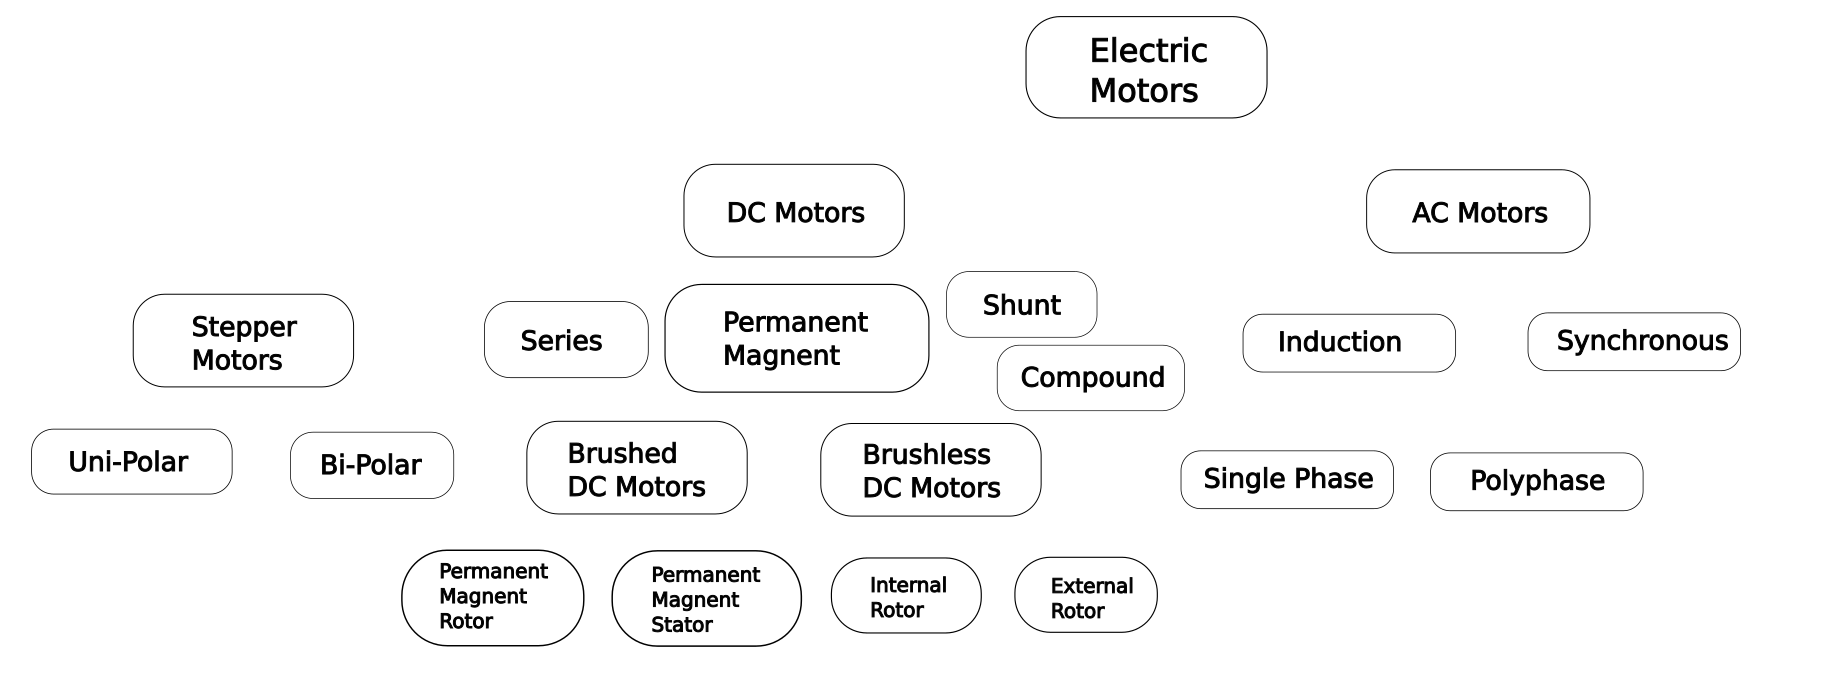 Electric
Motors
DC Motors
AC Motors
Stepper
Motors
Series
Permanent
Magnent
Shunt
Compound
Induction
Synchronous
Uni-Polar
Bi-Polar
Brushed
DC Motors
Brushless
DC Motors
Single Phase
Polyphase
Permanent
Magnent
Rotor
Permanent
Magnent
Stator
Internal
Rotor
External
Rotor